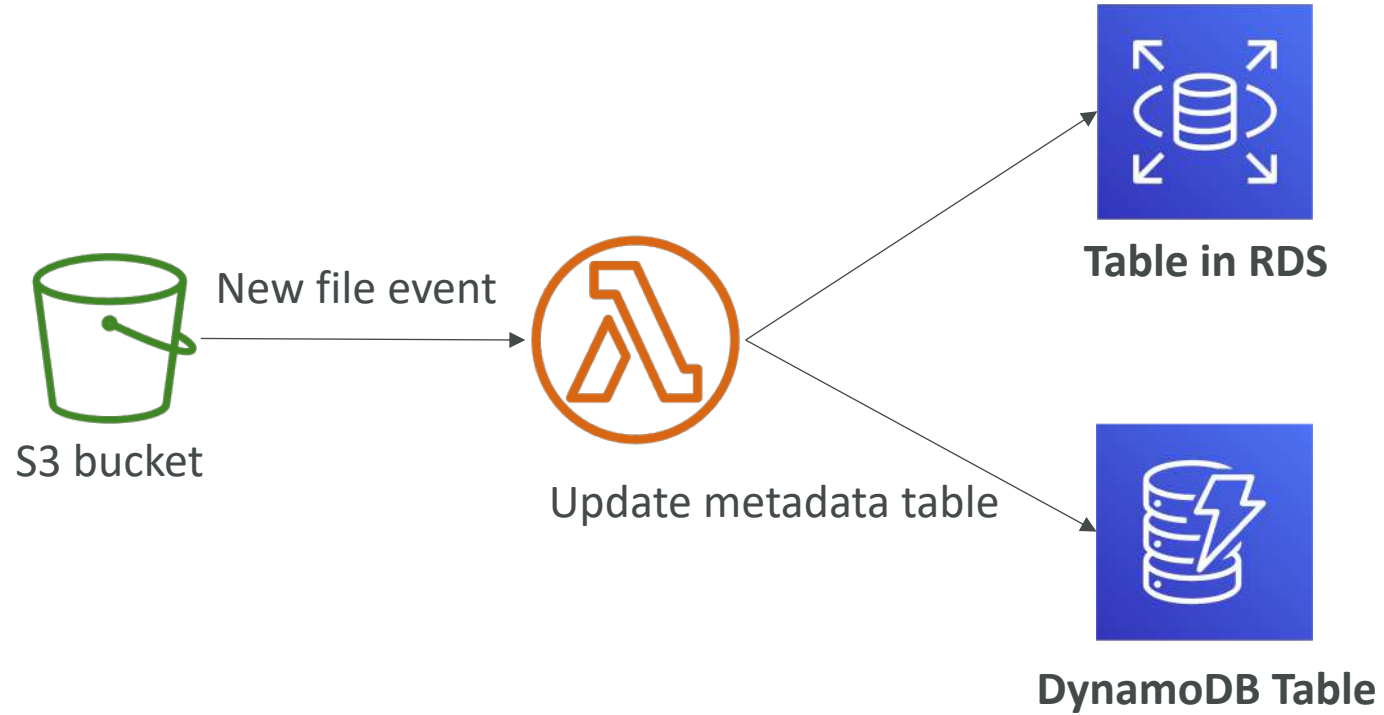 New file event
S3 bucket
Update metadata table
Table in RDS
DynamoDB Table